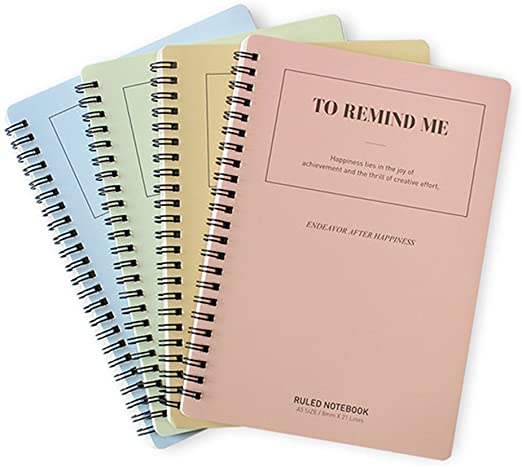 TO REMIND ME
Happiness lies in the joy of
achievement and the thrill of creative effort.
ENDEAVOR AFTER HAPPINESS
RULED NOTEBOOK
A5 SIZE / 8mm X 21 Lines